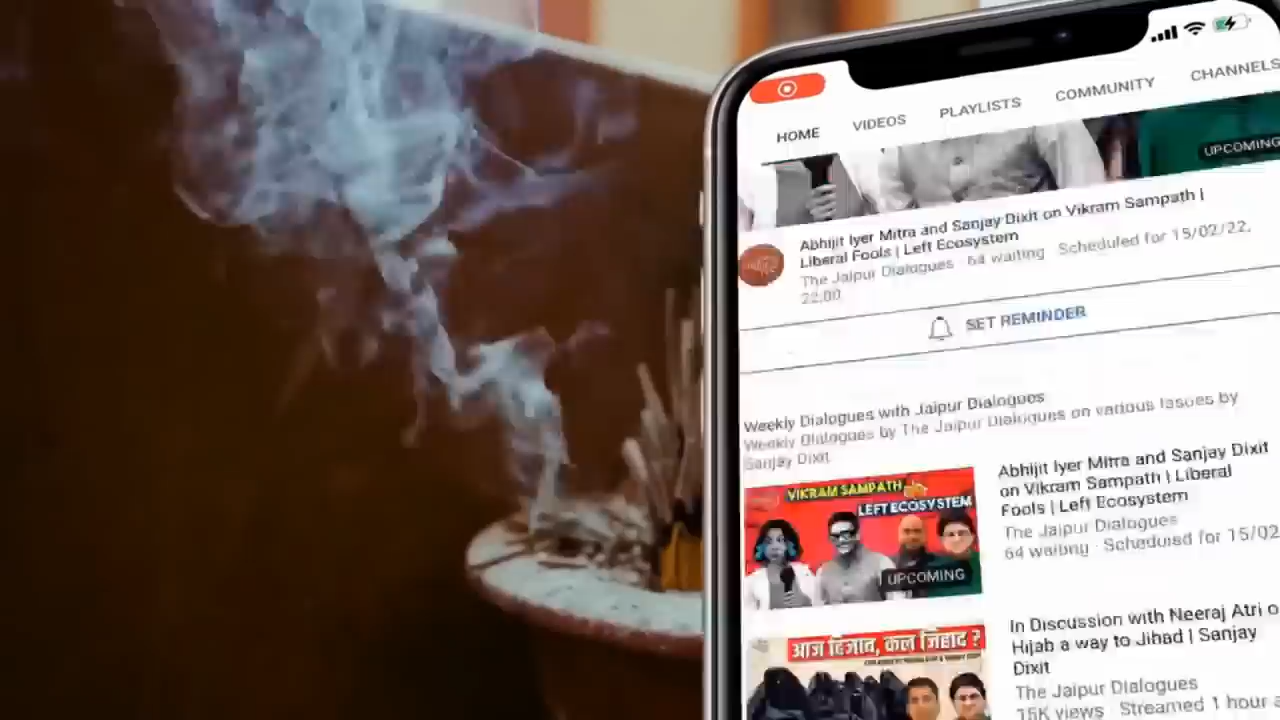 HOME VIDEOS PLAYLISTS COMMUNITY CHANNELS
UPCOMING
Abhijit Iyer Mitra and Sanjay Dixit on Vikram Sampath |
Liberal Fools | Left Ecosystem
The Jaipur Dialogues · 64 waiting · Scheduled for 15/02/22,
22:00
SET REMINDER
Weekly Dialogues with Jaipur Dialogues
Weekly Dialogues by The Jaipur Dialogues on various Issues by
Sanjay Dixit
VIKRAM SAMPATH
LEFT ECOSYSTEM
UPCOMING
Abhijit Iyer Mitra and Sanjay Dixit
on Vikram Sampath | Liberal
Fools | Left Ecosystem
The Jaipur Dialogues
64 waiting · Scheduled for 15/02
आज हिजाब, कल जिहाद ?
In Discussion with Neeraj Atri o
Hijab a way to Jihad | Sanjay
Dixit
The Jaipur Dialogues
15K views · Streamed 1 hour a